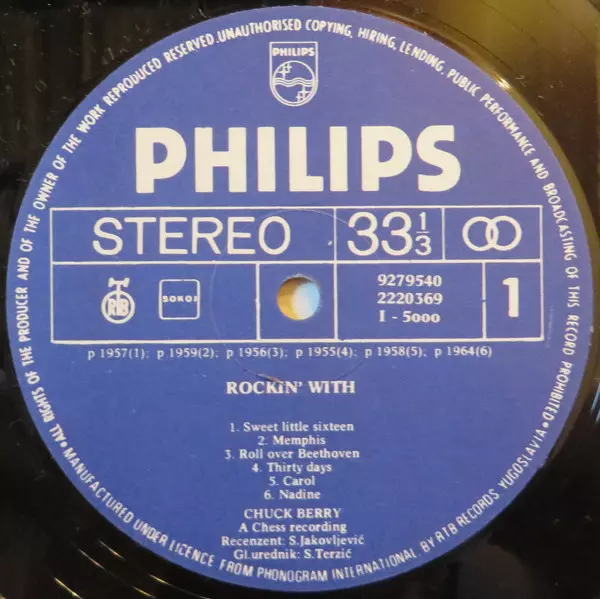 ALL RIGHTS OF THE PRODUCER AND OF THE OWNER OF THE WORK REPRODUCED RESERVED. UNAUTHORISED COPYING, HIRING, LENDING, PUBLIC PERFORMANCE AND BROADCASTING OF THIS RECORD PROHIBITED
PHILIPS
PHILIPS
STEREO 33 1/3
RTB SOKOJ 9279540
2220369
I - 5000
1
p 1957(1); p 1959(2); p 1956(3); p 1955(4); p 1958(5); p 1964(6)
ROCKIN' WITH
1. Sweet little sixteen
2. Memphis
3. Roll over Beethoven
4. Thirty days
5. Carol
6. Nadine
CHUCK BERRY
A Chess recording
Recenzent: S.Jakovljević
Gl.urednik: S.Terzić
MANUFACTURED UNDER LICENCE FROM PHONOGRAM INTERNATIONAL BY RTB RECORDS YUGOSLAVIA